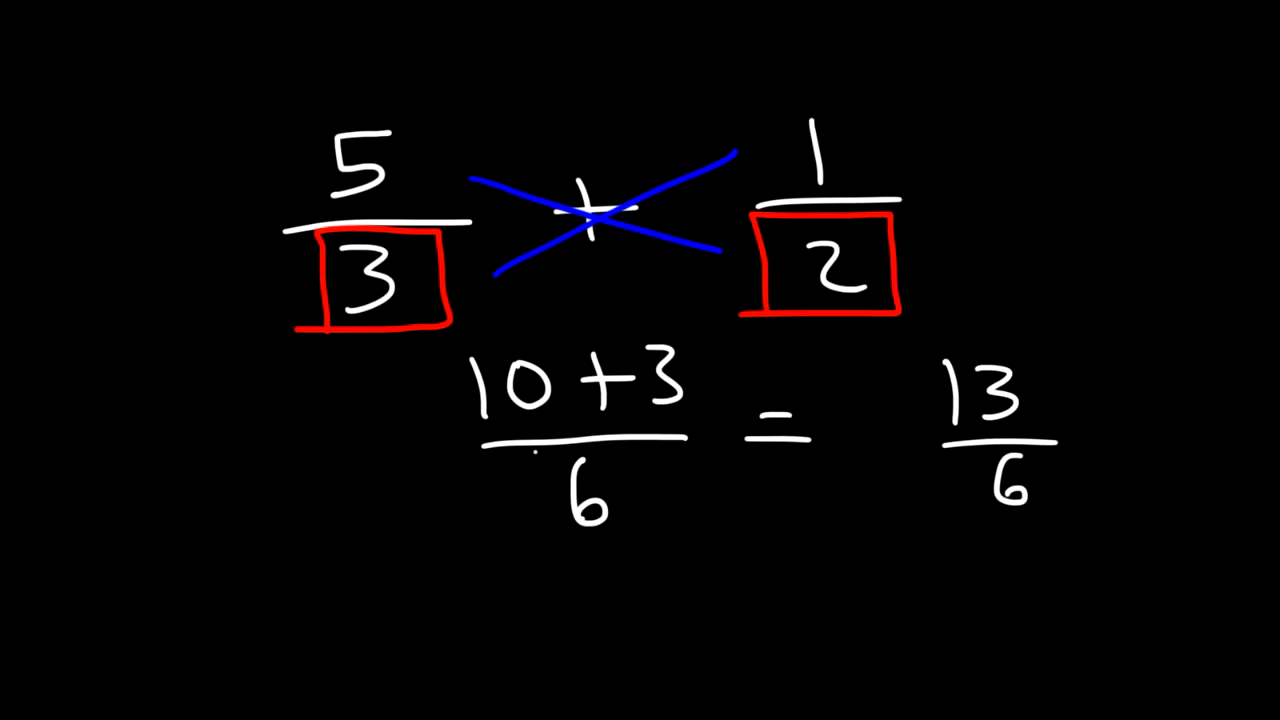 5/3 + 1/2
10+3/6 = 13/6